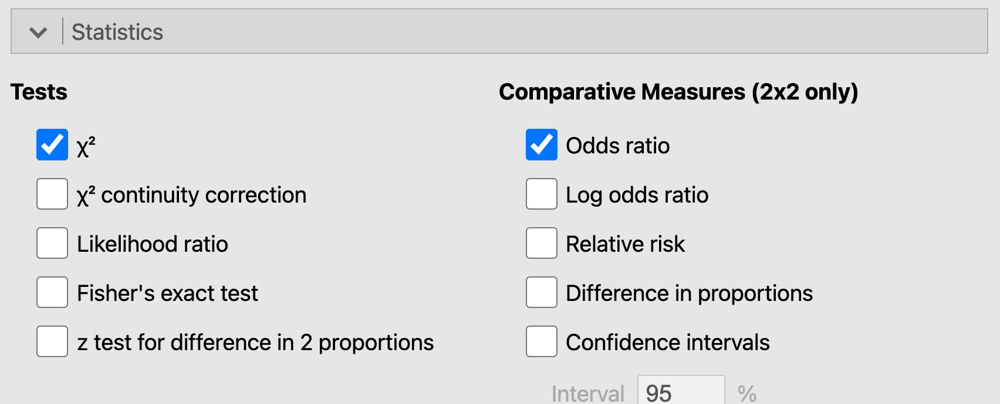 Statistics
Tests
χ²
χ² continuity correction
Likelihood ratio
Fisher's exact test
z test for difference in 2 proportions
Comparative Measures (2x2 only)
Odds ratio
Log odds ratio
Relative risk
Difference in proportions
Confidence intervals
Interval 95 %